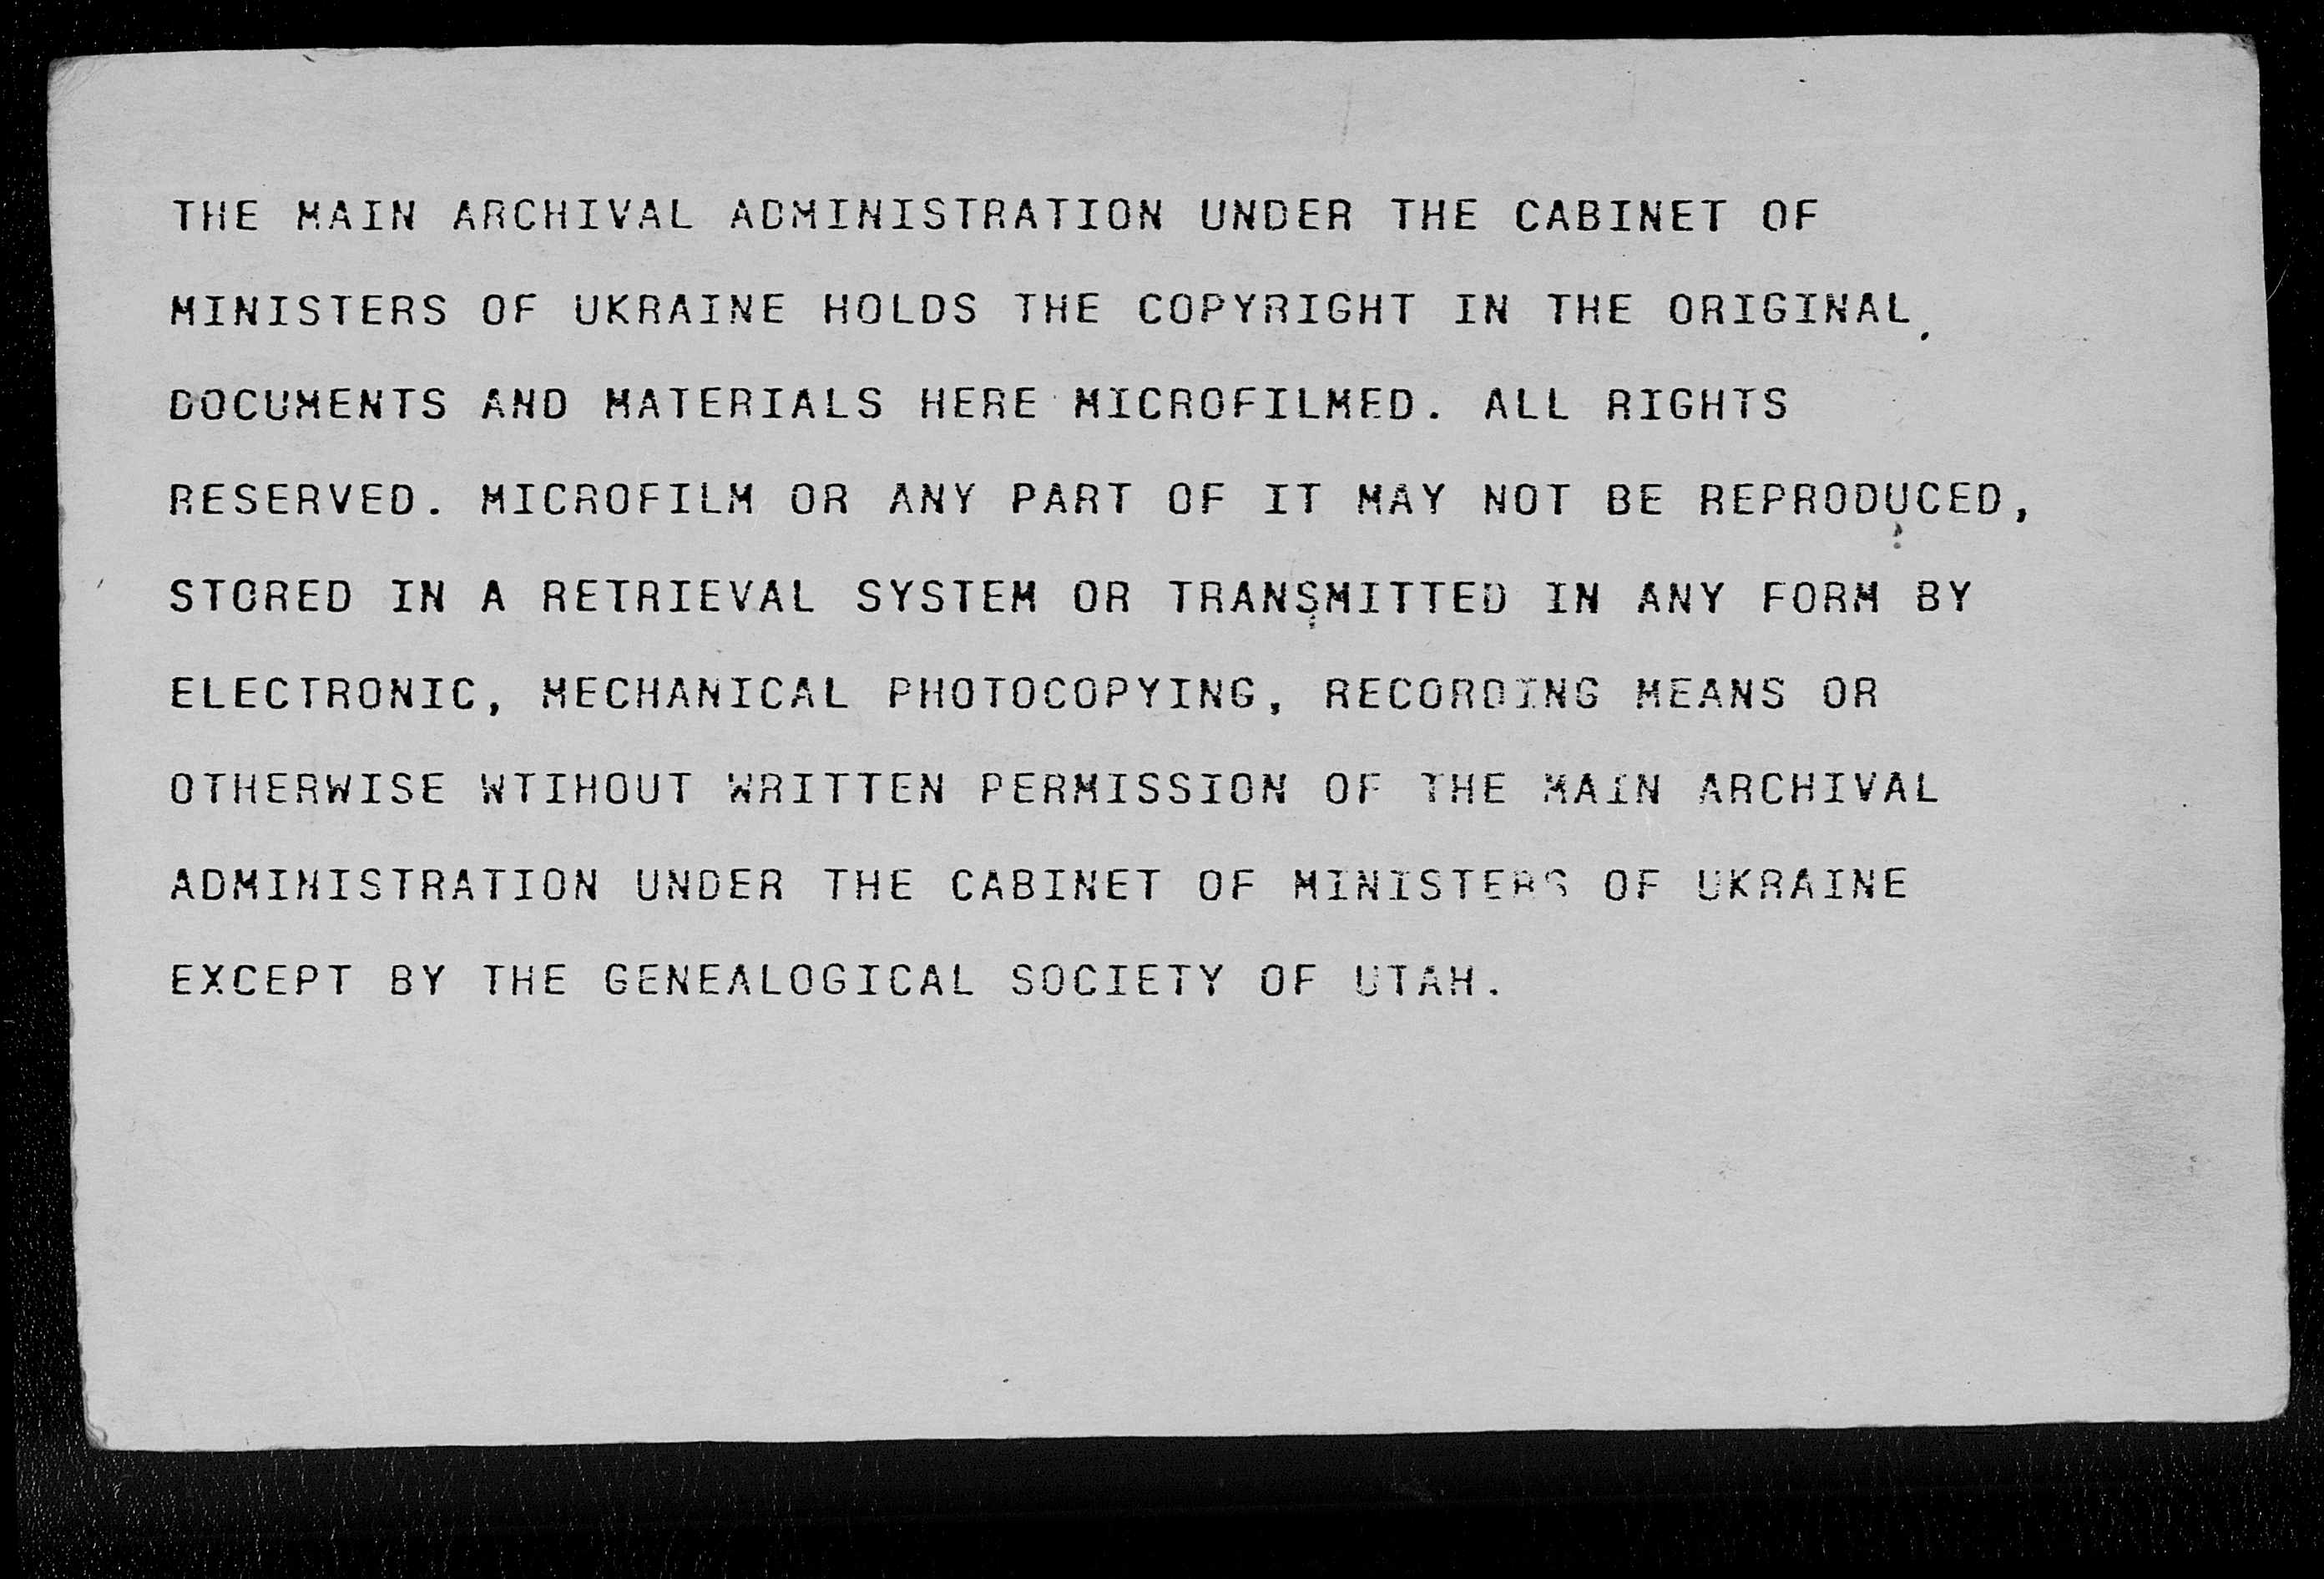 THE MAIN ARCHIVAL ADMINISTRATION UNDER THE CABINET OF
MINISTERS OF UKRAINE HOLDS THE COPYRIGHT IN THE ORIGINAL
DOCUMENTS AND MATERIALS HERE MICROFILMED. ALL RIGHTS
RESERVED. MICROFILM OR ANY PART OF IT MAY NOT BE REPRODUCED,
STORED IN A RETRIEVAL SYSTEM OR TRANSMITTED IN ANY FORM BY
ELECTRONIC, MECHANICAL PHOTOCOPYING, RECORDING MEANS OR
OTHERWISE WTIHOUT WRITTEN PERMISSION OF THE MAIN ARCHIVAL
ADMINISTRATION UNDER THE CABINET OF MINISTERS OF UKRAINE
EXCEPT BY THE GENEALOGICAL SOCIETY OF UTAH.